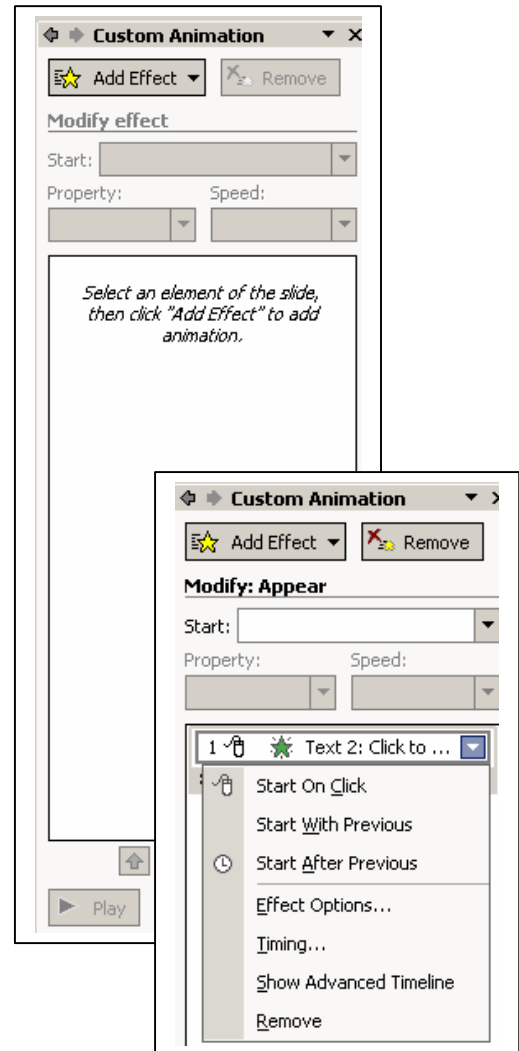 Custom Animation
Add Effect Remove
Modify effect
Start:
Property: Speed:
Select an element of the slide,
then click "Add Effect" to add
animation.
Play
Custom Animation
Add Effect Remove
Modify: Appear
Start:
Property: Speed:
1 Text 2: Click to ...
Start On Click
Start With Previous
Start After Previous
Effect Options...
Timing...
Show Advanced Timeline
Remove